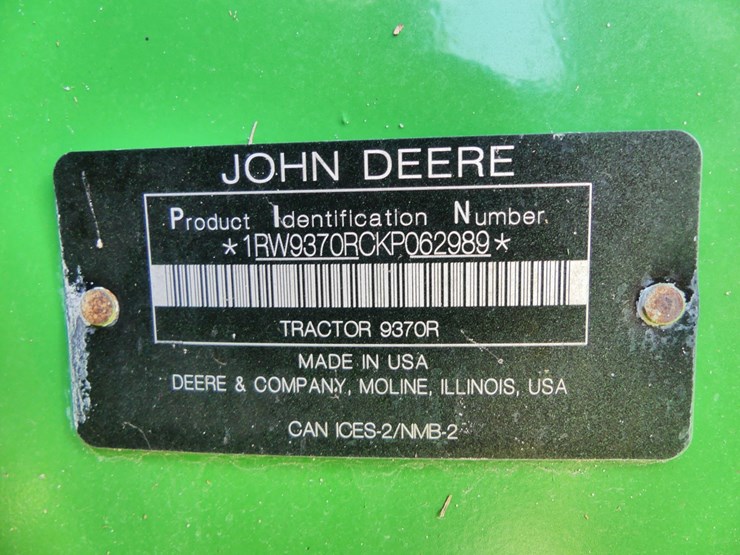 JOHN DEERE
Product Identification Number
*1RW9370RCKP062989*
TRACTOR 9370R
MADE IN USA
DEERE & COMPANY, MOLINE, ILLINOIS, USA
CAN ICES-2/NMB-2